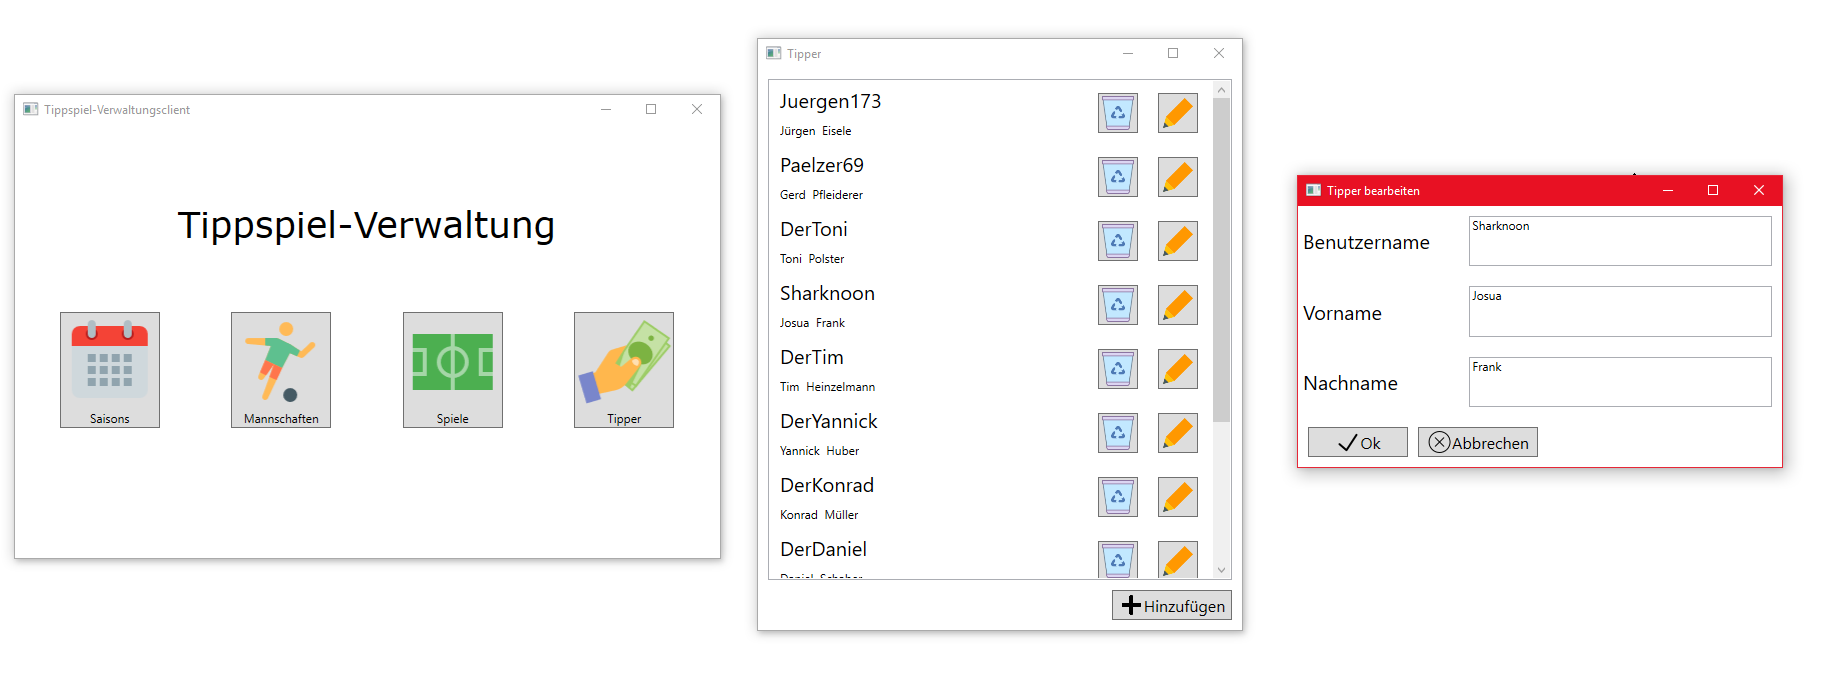 Tippspiel-Verwaltungsclient
Tippspiel-Verwaltung
Saisons
Mannschaften
Spiele
Tipper
Tipper
Juergen173
Jürgen Eisele
Paelzer69
Gerd Pfleiderer
DerToni
Toni Polster
Sharknoon
Josua Frank
DerTim
Tim Heinzelmann
DerYannick
Yannick Huber
DerKonrad
Konrad Müller
DerDaniel
Daniel
Hinzufügen
Tipper bearbeiten
Benutzername
Sharknoon
Vorname
Josua
Nachname
Frank
Ok
Abbrechen